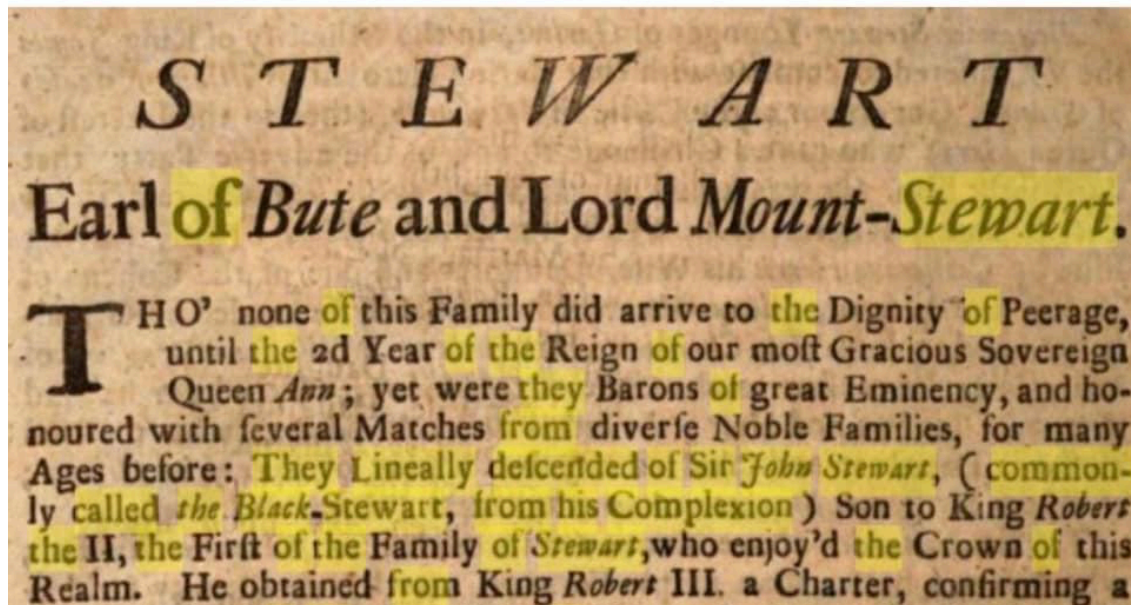 STEWART
Earl of Bute and Lord Mount-Stewart.
THO' none of this Family did arrive to the Dignity of Peerage,
until the 2d Year of the Reign of our moſt Gracious Sovereign
Queen Ann; yet were they Barons of great Eminency, and ho-
noured with ſeveral Matches from diverſe Noble Families, for many
Ages before: They Lineally deſcended of Sir John Stewart, ( common-
ly called the Black-Stewart, from his Complexion ) Son to King Robert
the II, the Firſt of the Family of Stewart, who enjoy'd the Crown of this
Realm. He obtained from King Robert III. a Charter, confirming a